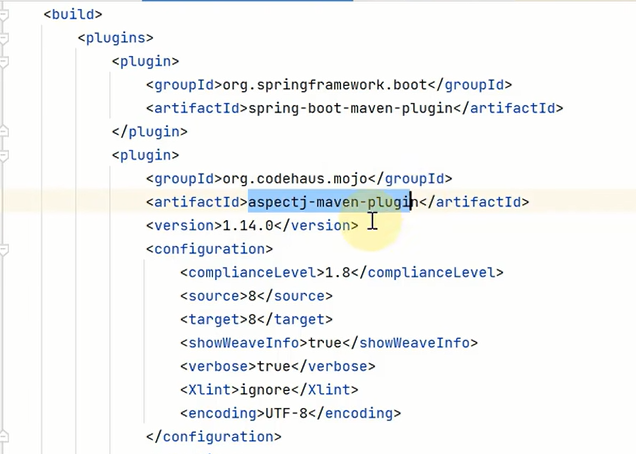 <build>
<plugins>
<plugin>
<groupId>org.springframework.boot</groupId>
<artifactId>spring-boot-maven-plugin</artifactId>
</plugin>
<plugin>
<groupId>org.codehaus.mojo</groupId>
<artifactId>aspectj-maven-plugin</artifactId>
<version>1.14.0</version>
<configuration>
<complianceLevel>1.8</complianceLevel>
<source>8</source>
<target>8</target>
<showWeaveInfo>true</showWeaveInfo>
<verbose>true</verbose>
<Xlint>ignore</Xlint>
<encoding>UTF-8</encoding>
</configuration>